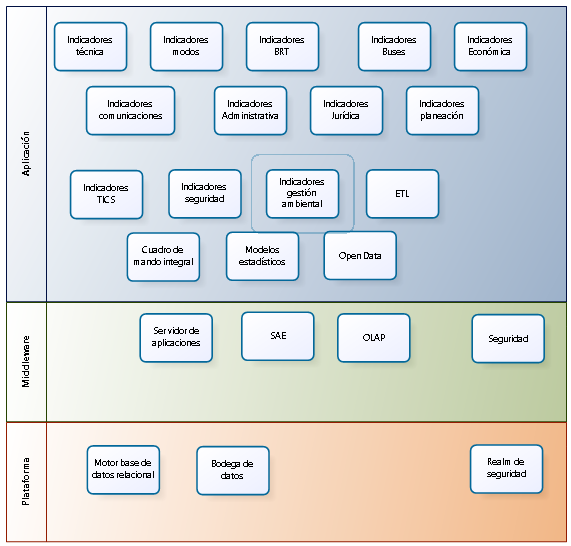 Aplicación
Indicadores
técnica
Indicadores
modos
Indicadores
BRT
Indicadores
Buses
Indicadores
Económica
Indicadores
comunicaciones
Indicadores
Administrativa
Indicadores
Jurídica
Indicadores
planeación
Indicadores
TICS
Indicadores
seguridad
Indicadores
gestión
ambiental
ETL
Cuadro de
mando integral
Modelos
estadísticos
Open Data
Middleware
Servidor de
aplicaciones
SAE
OLAP
Seguridad
Plataforma
Motor base de
datos relacional
Bodega de
datos
Realm de
seguridad